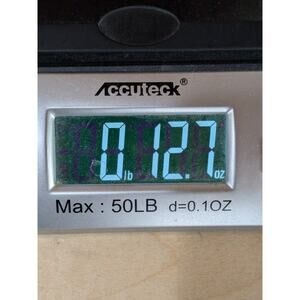 Accuteck®
0 lb 12.7 oz
Max : 50LB d=0.1OZ